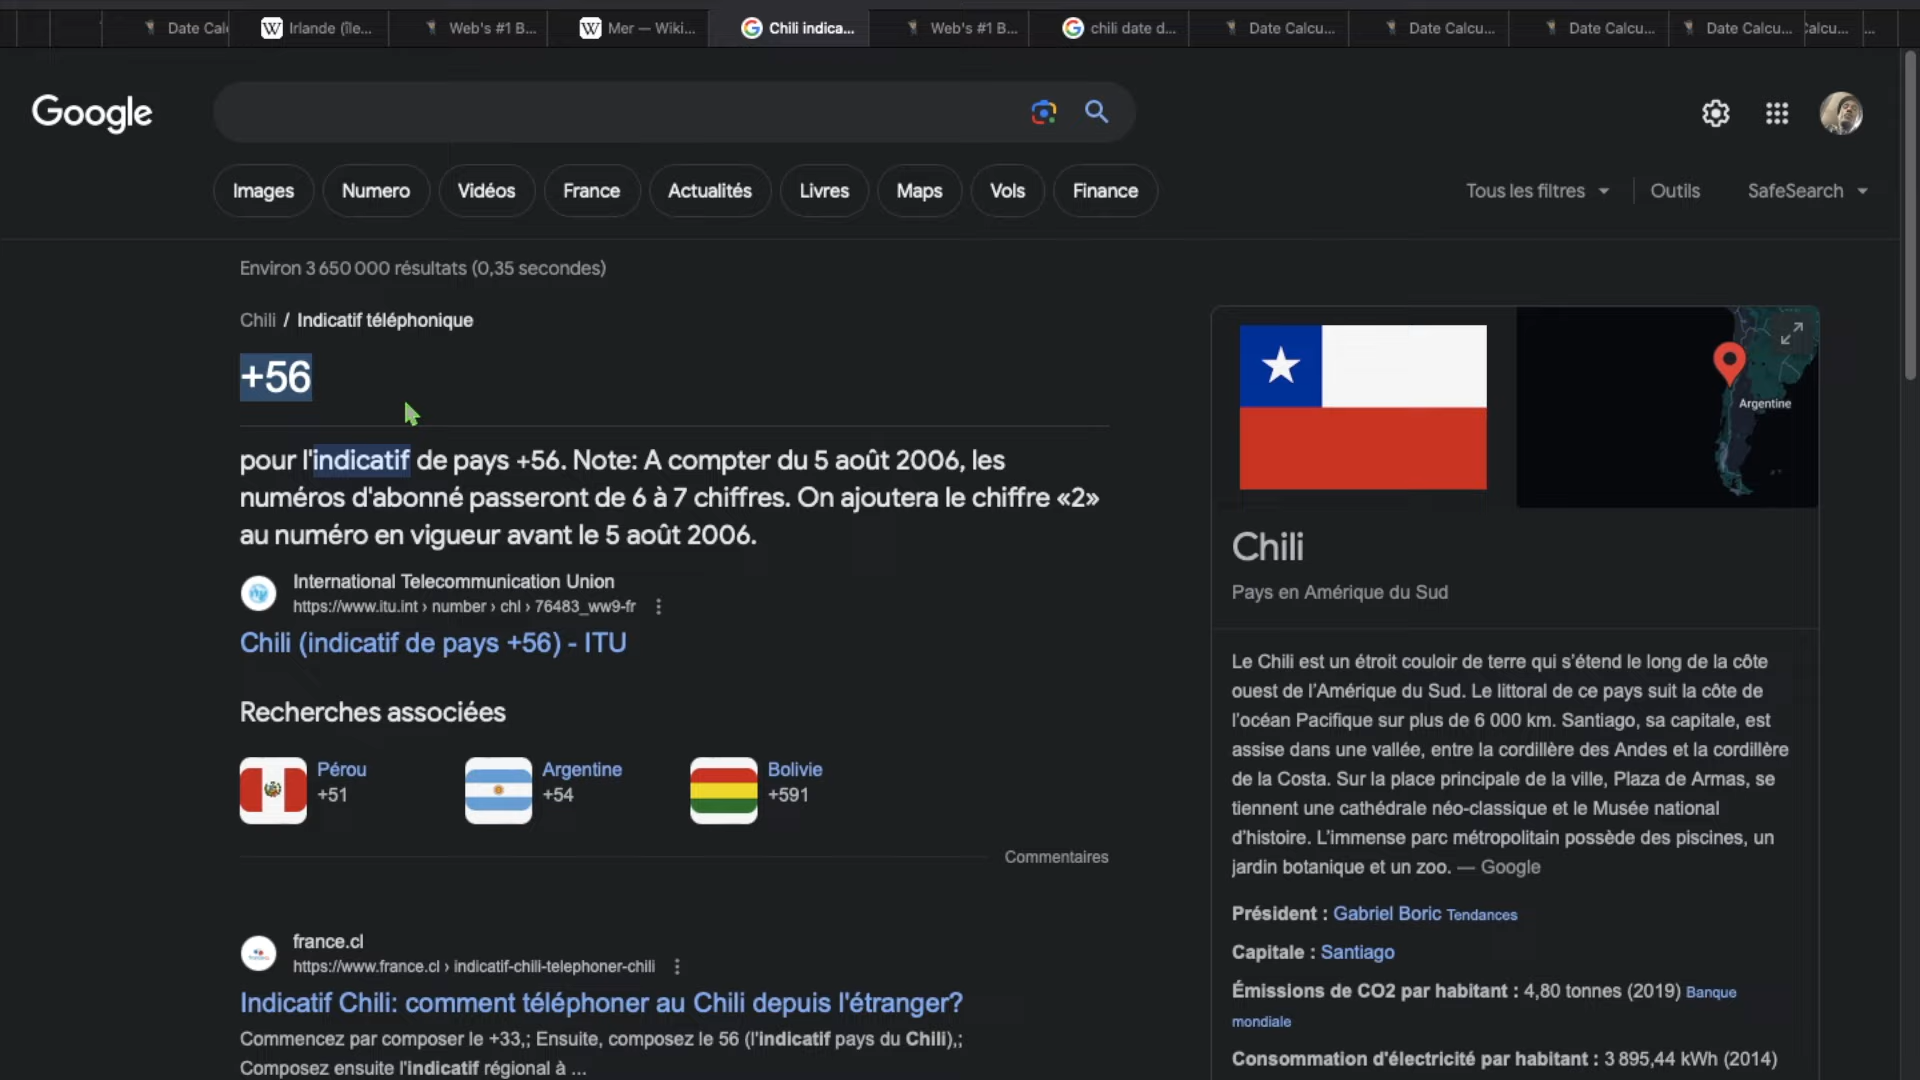 Date Cal
Irlande (île...
Web's #1 B...
Mer — Wiki...
Chili indica...
Web's #1 B...
chili date d...
Date Calcu...
Date Calcu...
Date Calcu...
Date Calcu...
alcu...
...
Google
Images
Numero
Vidéos
France
Actualités
Livres
Maps
Vols
Finance
Tous les filtres
Outils
SafeSearch
Environ 3 650 000 résultats (0,35 secondes)
Chili / Indicatif téléphonique
+56
pour l'indicatif de pays +56. Note: A compter du 5 août 2006, les
numéros d'abonné passeront de 6 à 7 chiffres. On ajoutera le chiffre «2»
au numéro en vigueur avant le 5 août 2006.
International Telecommunication Union
https://www.itu.int › number › chl › 76483_ww9-fr
Chili (indicatif de pays +56) - ITU
Recherches associées
Pérou
+51
Argentine
+54
Bolivie
+591
Commentaires
france.cl
https://www.france.cl › indicatif-chili-telephoner-chili
Indicatif Chili: comment téléphoner au Chili depuis l'étranger?
Commencez par composer le +33,; Ensuite, composez le 56 (l'indicatif pays du Chili),;
Composez ensuite l'indicatif régional à ...
Argentine
Chili
Pays en Amérique du Sud
Le Chili est un étroit couloir de terre qui s'étend le long de la côte
ouest de l'Amérique du Sud. Le littoral de ce pays suit la côte de
l'océan Pacifique sur plus de 6 000 km. Santiago, sa capitale, est
assise dans une vallée, entre la cordillère des Andes et la cordillère
de la Costa. Sur la place principale de la ville, Plaza de Armas, se
tiennent une cathédrale néo-classique et le Musée national
d'histoire. L'immense parc métropolitain possède des piscines, un
jardin botanique et un zoo. — Google
Président : Gabriel Boric Tendances
Capitale : Santiago
Émissions de CO2 par habitant : 4,80 tonnes (2019) Banque
mondiale
Consommation d'électricité par habitant : 3 895,44 kWh (2014)